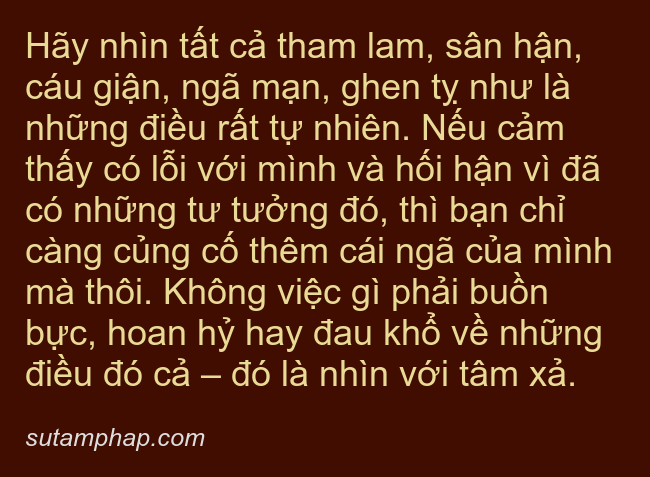 Hãy nhìn tất cả tham lam, sân hận,
cáu giận, ngã mạn, ghen tỵ như là
những điều rất tự nhiên. Nếu cảm
thấy có lỗi với mình và hối hận vì đã
có những tư tưởng đó, thì bạn chỉ
càng củng cố thêm cái ngã của mình
mà thôi. Không việc gì phải buồn
bực, hoan hỷ hay đau khổ về những
điều đó cả – đó là nhìn với tâm xả.
sutamphap.com